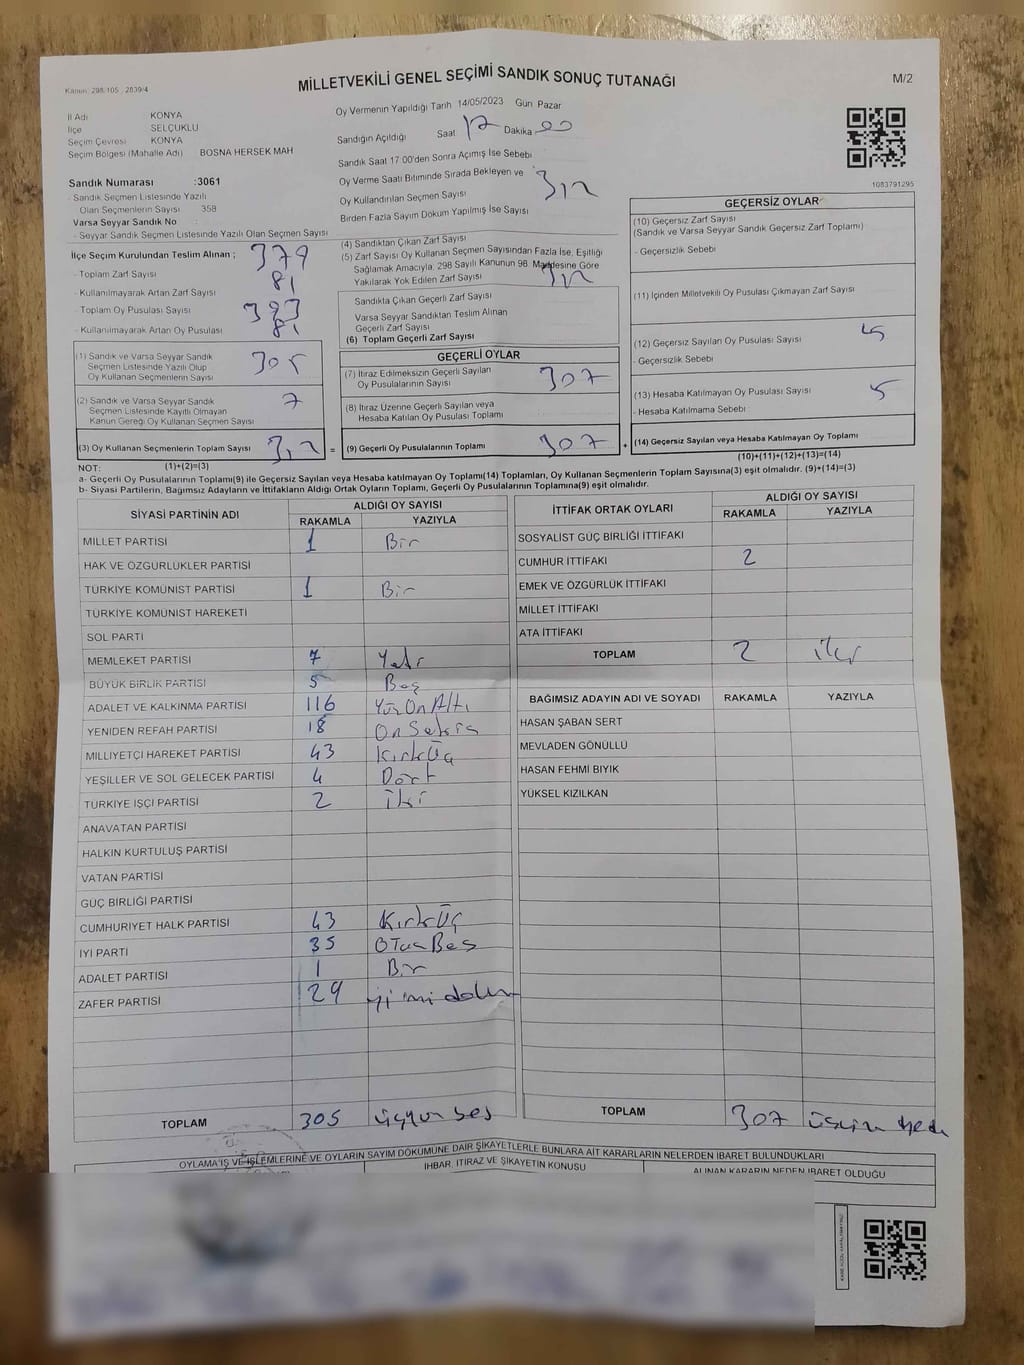 MİLLETVEKİLİ GENEL SEÇİMİ SANDIK SONUÇ TUTANAĞI
M/2
Kanun: 298/105 , 2839/4
İl Adı KONYA
İlçe SELÇUKLU
Seçim Çevresi KONYA
Seçim Bölgesi (Mahalle Adı) BOSNA HERSEK MAH
Sandık Numarası :3061
- Sandık Seçmen Listesinde Yazılı
Olan Seçmenlerin Sayısı 358
Varsa Seyyar Sandık No :
- Seyyar Sandık Seçmen Listesinde Yazılı Olan Seçmen Sayısı
Oy Vermenin Yapıldığı Tarih 14/05/2023 Gün Pazar
Sandığın Açıldığı Saat 17 Dakika 00
Sandık Saat 17:00'den Sonra Açımış İse Sebebi
Oy Verme Saati Bitiminde Sırada Bekleyen ve
Oy Kullandırılan Seçmen Sayısı 312
Birden Fazla Sayım Döküm Yapılmış İse Sayısı
1083791295
İlçe Seçim Kurulundan Teslim Alınan ;
- Toplam Zarf Sayısı 379
- Kullanılmayarak Artan Zarf Sayısı 81
- Toplam Oy Pusulası Sayısı 393
- Kullanılmayarak Artan Oy Pusulası 81
(1) Sandık ve Varsa Seyyar Sandık
Seçmen Listesinde Yazılı Olup
Oy Kullanan Seçmenlerin Sayısı 305
(2) Sandık ve Varsa Seyyar Sandık
Seçmen Listesinde Kayıtlı Olmayan
Kanun Gereği Oy Kullanan Seçmen Sayısı 7
(3) Oy Kullanan Seçmenlerin Toplam Sayısı 312
=
(4) Sandıktan Çıkan Zarf Sayısı
(5) Zarf Sayısı Oy Kullanan Seçmen Sayısından Fazla İse, Eşitliği
Sağlamak Amacıyla, 298 Sayılı Kanunun 98. Maddesine Göre
Yakılarak Yok Edilen Zarf Sayısı 312
Sandıkta Çıkan Geçerli Zarf Sayısı
Varsa Seyyar Sandıktan Teslim Alınan
Geçerli Zarf Sayısı
(6) Toplam Geçerli Zarf Sayısı
GEÇERLİ OYLAR
(7) İtiraz Edilmeksizin Geçerli Sayılan
Oy Pusulalarının Sayısı 307
(8) İtiraz Üzerine Geçerli Sayılan veya
Hesaba Katılan Oy Pusulası Toplamı
(9) Geçerli Oy Pusulalarının Toplamı 307
+
GEÇERSİZ OYLAR
(10) Geçersiz Zarf Sayısı
(Sandık ve Varsa Seyyar Sandık Geçersiz Zarf Toplamı)
- Geçersizlik Sebebi
(11) İçinden Milletvekili Oy Pusulası Çıkmayan Zarf Sayısı
(12) Geçersiz Sayılan Oy Pusulası Sayısı 5
- Geçersizlik Sebebi
(13) Hesaba Katılmayan Oy Pusulası Sayısı 5
- Hesaba Katılmama Sebebi
(14) Geçersiz Sayılan veya Hesaba Katılmayan Oy Toplamı
NOT: (1)+(2)=(3)
(10)+(11)+(12)+(13)=(14)
a- Geçerli Oy Pusulalarının Toplamı(9) ile Geçersiz Sayılan veya Hesaba katılmayan Oy Toplamı(14) Toplamları, Oy Kullanan Seçmenlerin Toplam Sayısına(3) eşit olmalıdır. (9)+(14)=(3)
b- Siyasi Partilerin, Bağımsız Adayların ve İttifakların Aldığı Ortak Oyların Toplamı, Geçerli Oy Pusulalarının Toplamına(9) eşit olmalıdır.
SİYASİ PARTİNİN ADI ALDIĞI OY SAYISI
RAKAMLA YAZIYLA
MİLLET PARTİSİ 1 Bir
HAK VE ÖZGÜRLÜKLER PARTİSİ
TÜRKİYE KOMÜNİST PARTİSİ 1 Bir
TÜRKİYE KOMÜNİST HAREKETİ
SOL PARTİ
MEMLEKET PARTİSİ 7 Yedi
BÜYÜK BİRLİK PARTİSİ 5 Beş
ADALET VE KALKINMA PARTİSİ 116 YüzOnAltı
YENİDEN REFAH PARTİSİ 18 OnSekiz
MİLLİYETÇİ HAREKET PARTİSİ 43 KırkÜç
YEŞİLLER VE SOL GELECEK PARTİSİ 4 Dört
TÜRKİYE İŞÇİ PARTİSİ 2 iki
ANAVATAN PARTİSİ
HALKIN KURTULUŞ PARTİSİ
VATAN PARTİSİ
GÜÇ BİRLİĞİ PARTİSİ
CUMHURİYET HALK PARTİSİ 43 KırkÜç
İYİ PARTİ 35 OtuzBeş
ADALET PARTİSİ 1 Bir
ZAFER PARTİSİ 29
TOPLAM 305 üçyüz beş
İTTİFAK ORTAK OYLARI ALDIĞI OY SAYISI
RAKAMLA YAZIYLA
SOSYALİST GÜÇ BİRLİĞİ İTTİFAKI
CUMHUR İTTİFAKI 2
EMEK VE ÖZGÜRLÜK İTTİFAKI
MİLLET İTTİFAKI
ATA İTTİFAKI
TOPLAM 2 iki
BAĞIMSIZ ADAYIN ADI VE SOYADI RAKAMLA YAZIYLA
HASAN ŞABAN SERT
MEVLADEN GÖNÜLLÜ
HASAN FEHMİ BIYIK
YÜKSEL KIZILKAN
TOPLAM 307
OYLAMA İŞ VE İŞLEMLERİNE VE OYLARIN SAYIM DÖKÜMÜNE DAİR ŞİKAYETLERLE BUNLARA AİT KARARLARIN NELERDEN İBARET BULUNDUKLARI
İHBAR, İTİRAZ VE ŞİKAYETİN KONUSU
ALINAN KARARIN NEDEN İBARET OLDUĞU